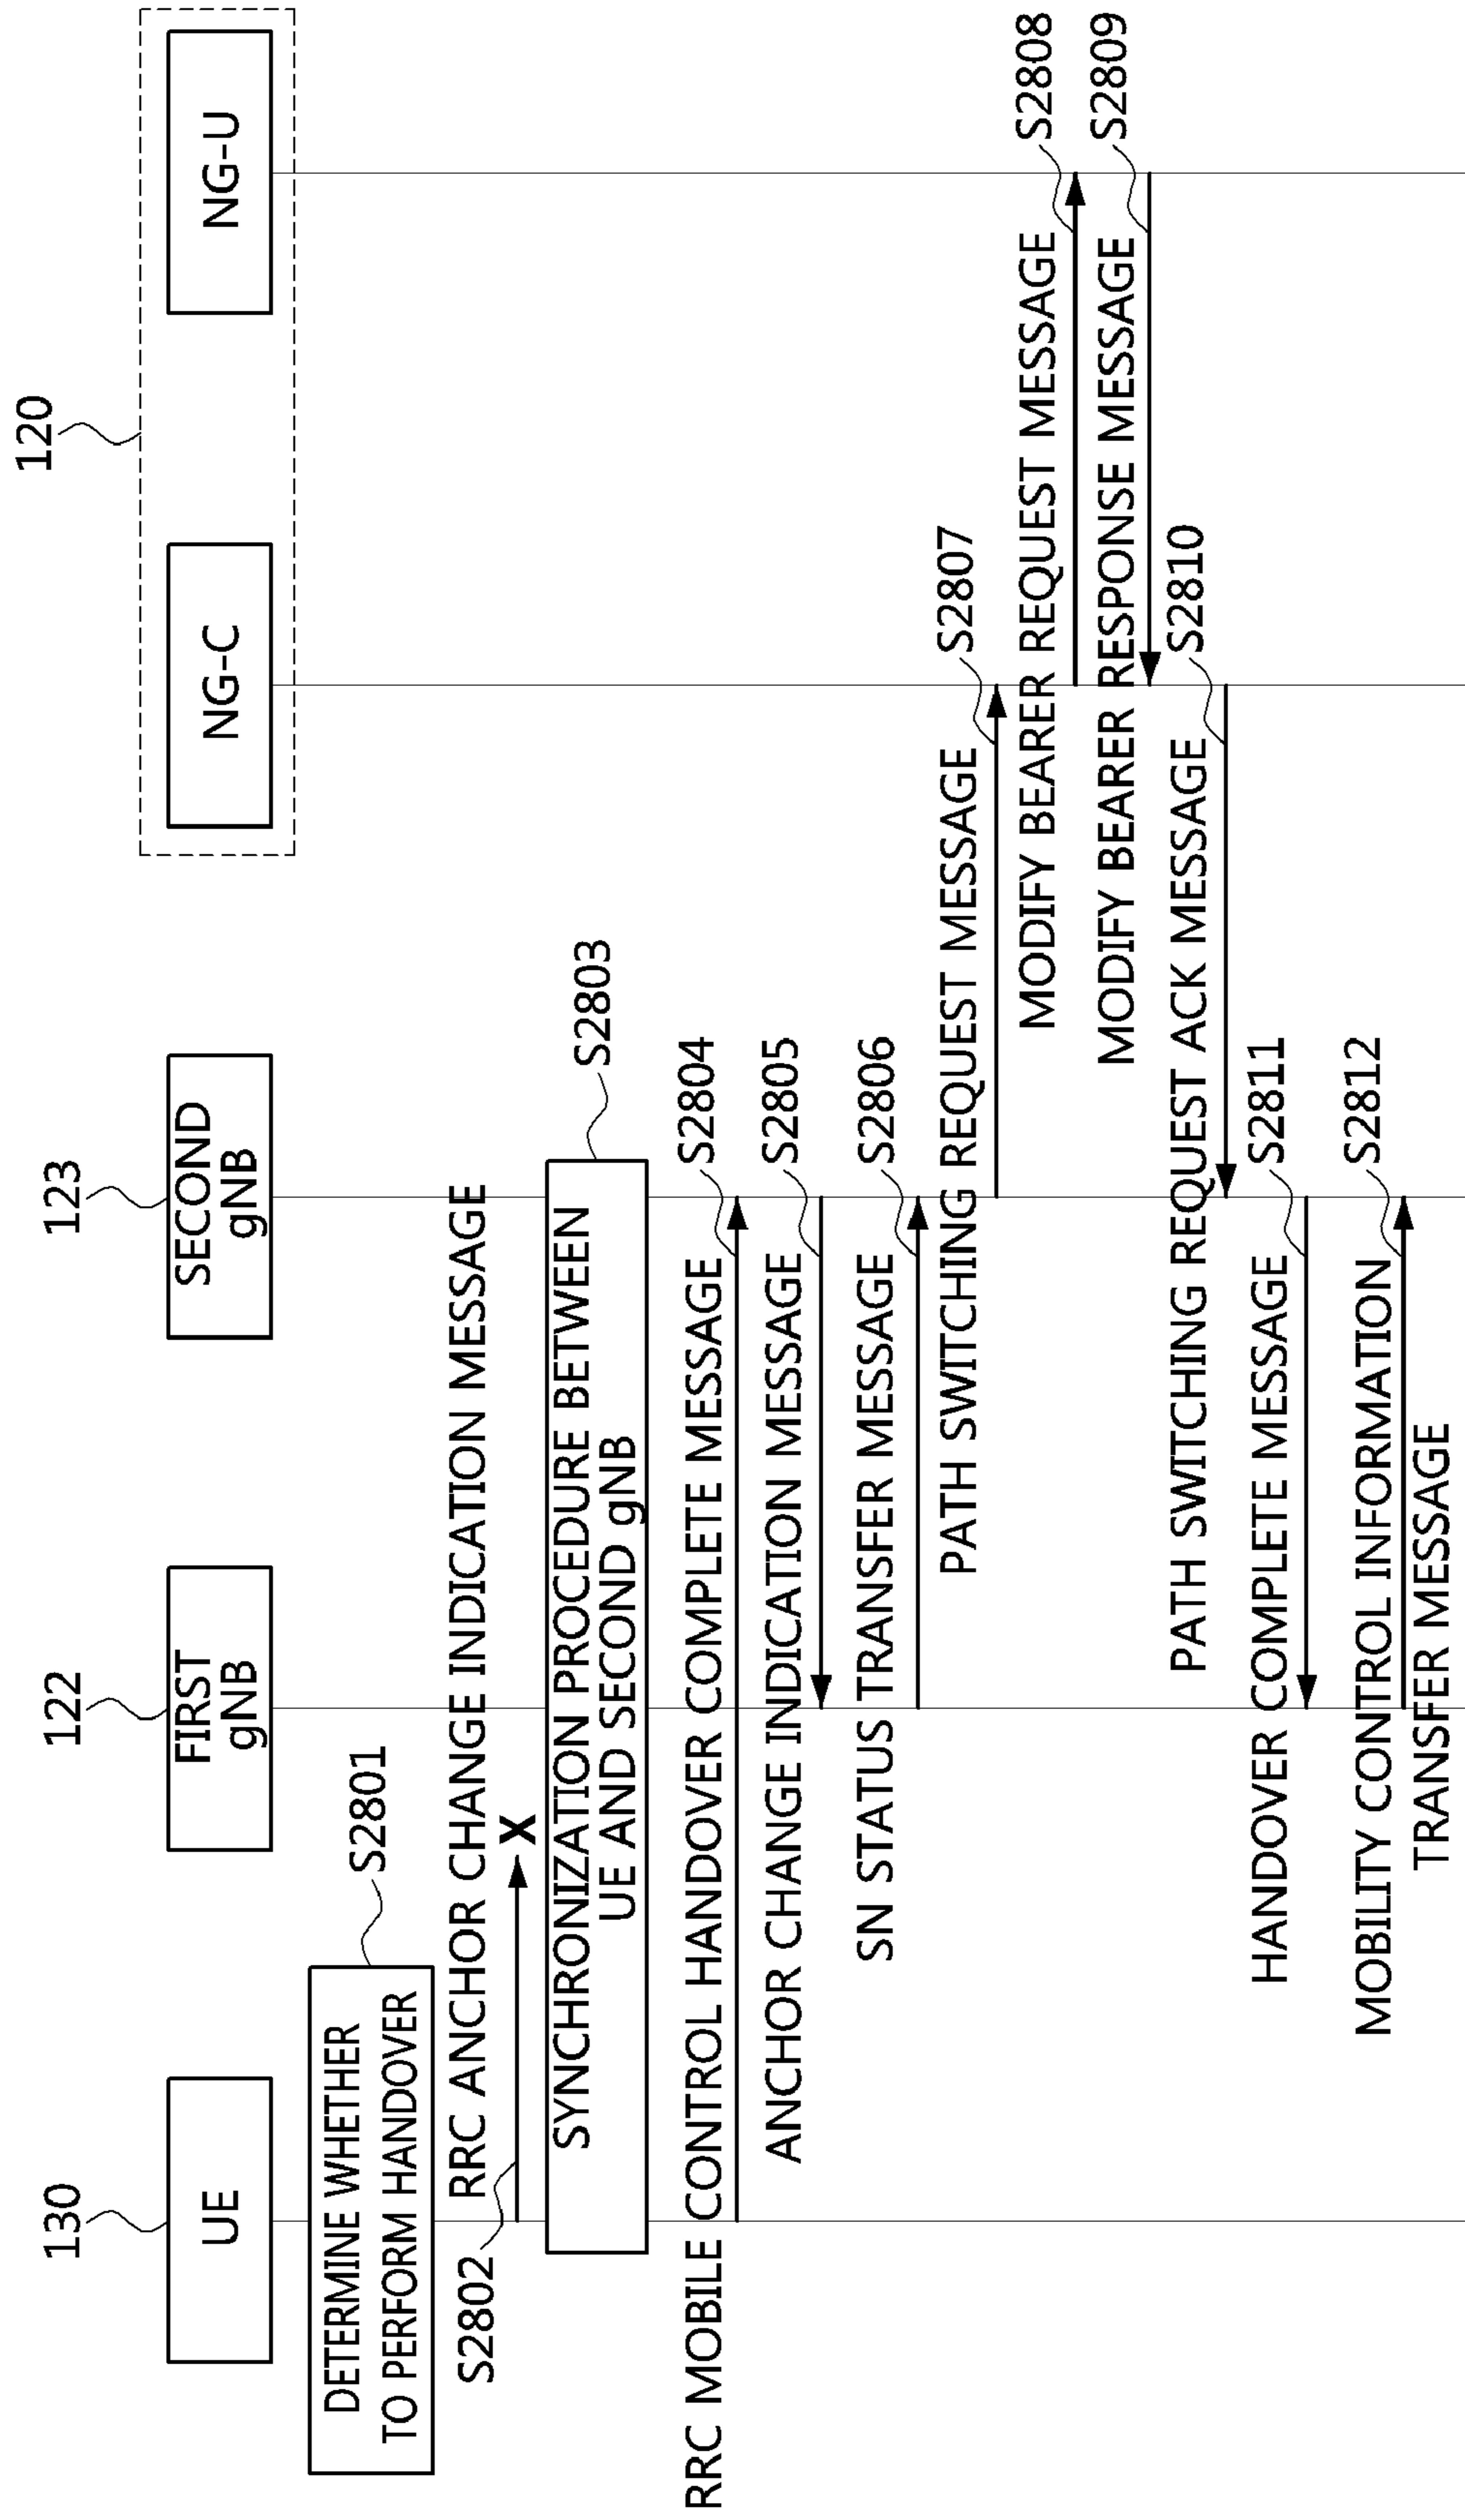 120
130
122
123
UE
FIRST
gNB
SECOND
gNB
NG-C
NG-U
DETERMINE WHETHER
TO PERFORM HANDOVER
S2801
RRC ANCHOR CHANGE INDICATION MESSAGE
S2802
X
SYNCHRONIZATION PROCEDURE BETWEEN
UE AND SECOND gNB
S2803
RRC MOBILE CONTROL HANDOVER COMPLETE MESSAGE
S2804
ANCHOR CHANGE INDICATION MESSAGE
S2805
SN STATUS TRANSFER MESSAGE
S2806
PATH SWITCHING REQUEST MESSAGE
S2807
MODIFY BEARER REQUEST MESSAGE
S2808
MODIFY BEARER RESPONSE MESSAGE
S2809
PATH SWITCHING REQUEST ACK MESSAGE
S2810
HANDOVER COMPLETE MESSAGE
S2811
MOBILITY CONTROL INFORMATION
TRANSFER MESSAGE
S2812